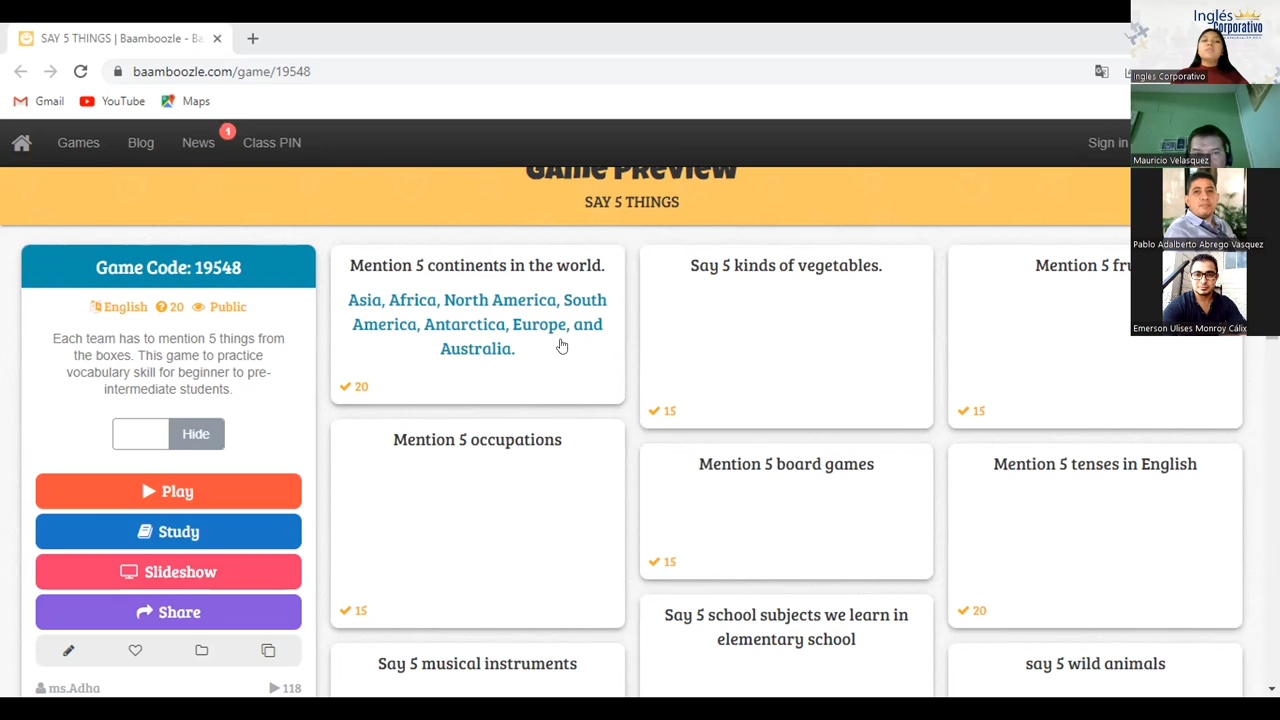 SAY 5 THINGS | Baamboozle - Ba
baamboozle.com/game/19548
Gmail
YouTube
Maps
Games
Blog
News
1
Class PIN
Sign in
Game Preview
SAY 5 THINGS
Game Code: 19548
English
20
Public
Each team has to mention 5 things from
the boxes. This game to practice
vocabulary skill for beginner to pre-
intermediate students.
Hide
Play
Study
Slideshow
Share
ms.Adha
118
Mention 5 continents in the world.
Asia, Africa, North America, South
America, Antarctica, Europe, and
Australia.
20
Mention 5 occupations
15
Say 5 musical instruments
Say 5 kinds of vegetables.
15
Mention 5 board games
15
Say 5 school subjects we learn in
elementary school
Mention 5 fru
15
Mention 5 tenses in English
20
say 5 wild animals
Inglés
Corporativo
Ingles Corporativo
Mauricio Velasquez
Pablo Adalberto Abrego Vasquez
Emerson Ulises Monroy Cálix